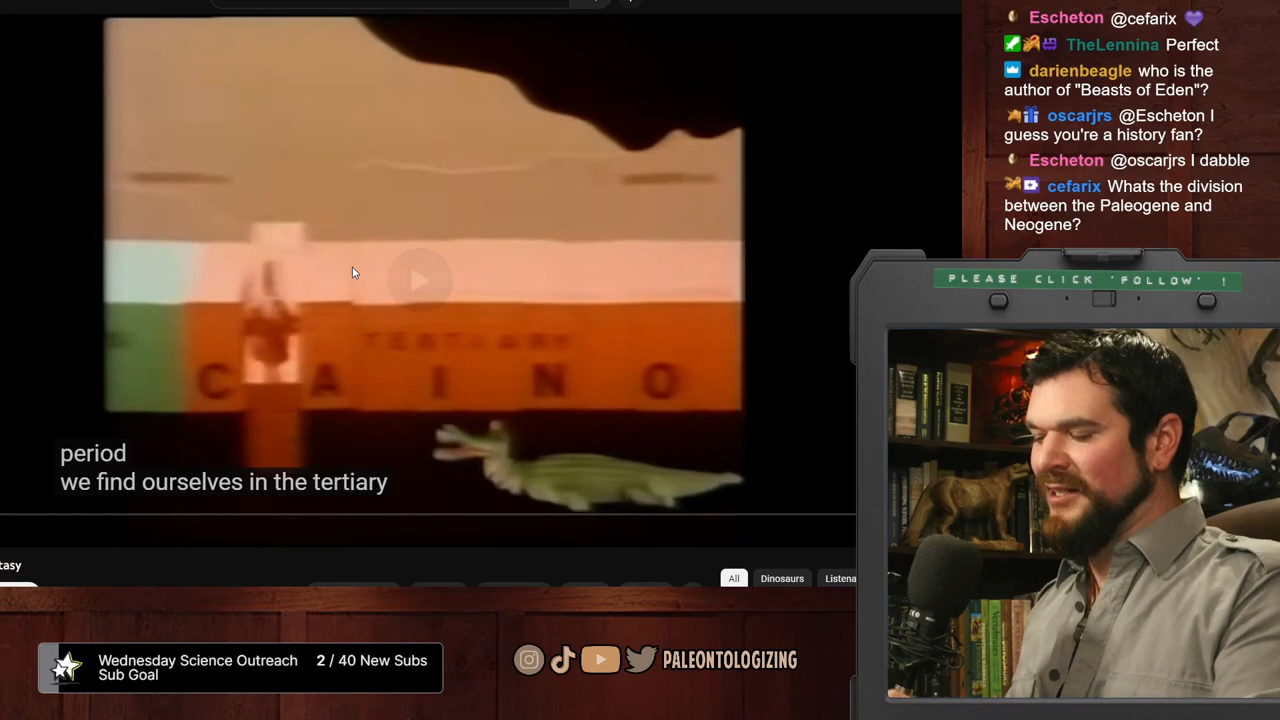 Escheton @cefarix
TheLennina Perfect
darienbeagle who is the
author of "Beasts of Eden"?
oscarjrs @Escheton I
guess you're a history fan?
Escheton @oscarjrs I dabble
cefarix Whats the division
between the Paleogene and
Neogene?
PLEASE CLICK 'FOLLOW' !
TERTIARY
CAINO
period
we find ourselves in the tertiary
tasy
All Dinosaurs Listena
Wednesday Science Outreach 2 / 40 New Subs
Sub Goal
PALEONTOLOGIZING